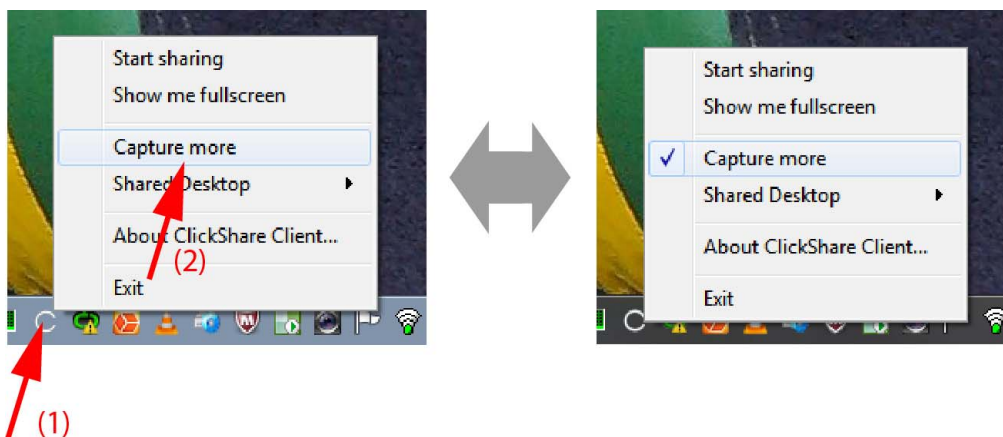 Start sharing
Show me fullscreen
Capture more
Shared Desktop
About ClickShare Client...
(2)
Exit
(1)
Start sharing
Show me fullscreen
Capture more
Shared Desktop
About ClickShare Client...
Exit